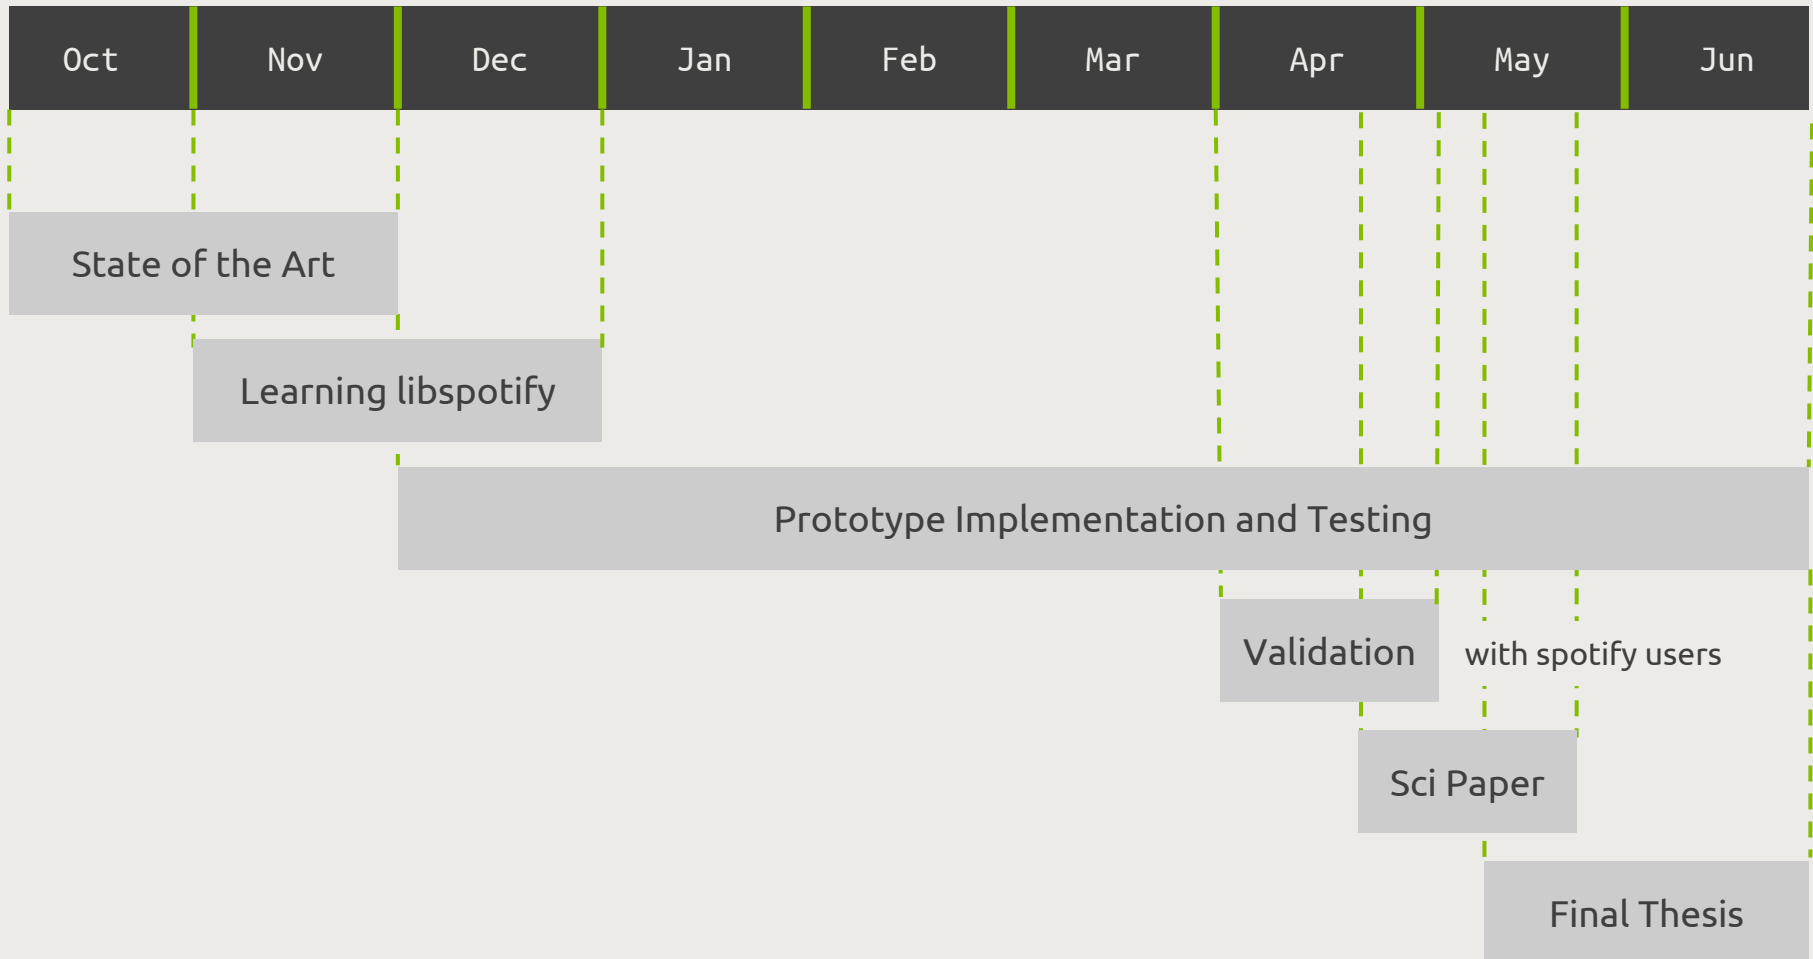 Oct Nov Dec Jan Feb Mar Apr May Jun
State of the Art
Learning libspotify
Prototype Implementation and Testing
Validation with spotify users
Sci Paper
Final Thesis